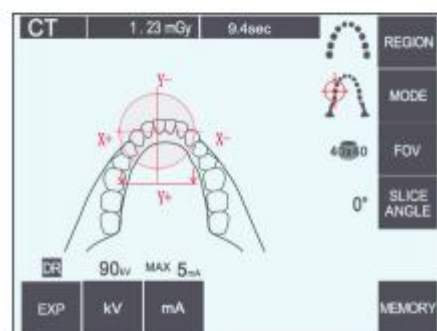 CT 1.23 mGy 9.4sec
REGION
Y-
MODE
X+ X-
40x40 FOV
Y+
0° SLICE ANGLE
DR 90kV MAX 5mA
EXP kV mA MEMORY